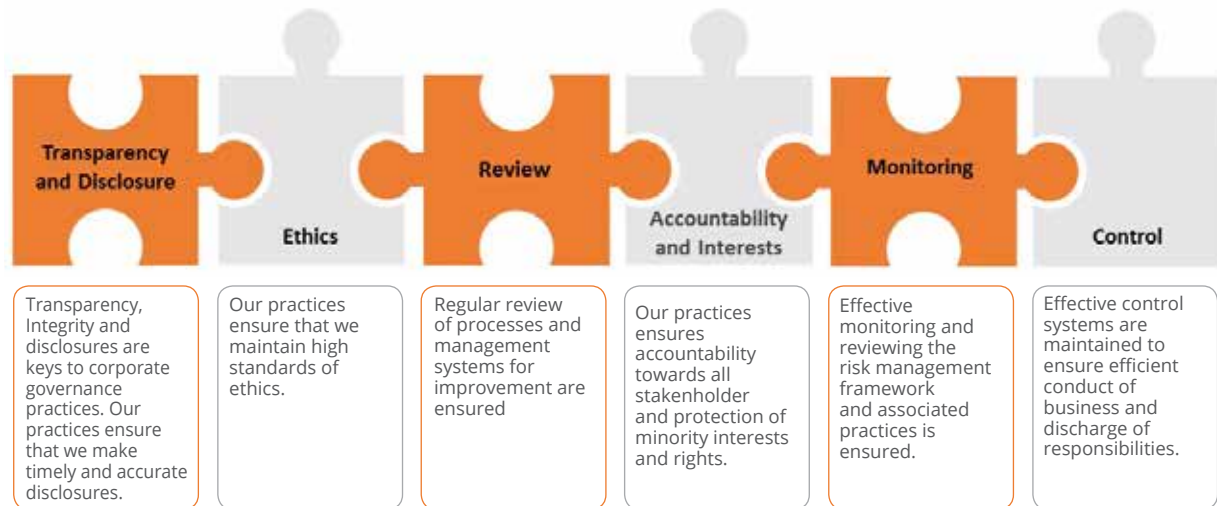 Transparency
and Disclosure
Ethics
Review
Accountability
and Interests
Monitoring
Control
Transparency,
Integrity and
disclosures are
keys to corporate
governance
practices. Our
practices ensure
that we make
timely and accurate
disclosures.
Our practices
ensure that we
maintain high
standards of
ethics.
Regular review
of processes and
management
systems for
improvement are
ensured
Our practices
ensures
accountability
towards all
stakenholder
and protection of
minority interests
and rights.
Effective
monitoring and
reviewing the
risk management
framework
and associated
practices is
ensured.
Effective control
systems are
maintained to
ensure efficient
conduct of
business and
discharge of
responsibilities.